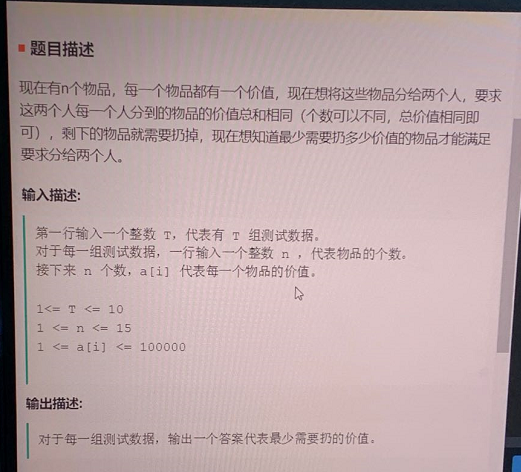 题目描述
现在有n个物品，每一个物品都有一个价值，现在想将这些物品分给两个人，要求
这两个人每一个人分到的物品的价值总和相同（个数可以不同，总价值相同即
可），剩下的物品就需要扔掉，现在想知道最少需要扔多少价值的物品才能满足
要求分给两个人。
输入描述:
第一行输入一个整数 T，代表有 T 组测试数据。
对于每一组测试数据，一行输入一个整数 n ，代表物品的个数。
接下来 n 个数，a[i] 代表每一个物品的价值。
1<= T <= 10
1 <= n <= 15
1 <= a[i] <= 100000
输出描述:
对于每一组测试数据，输出一个答案代表最少需要扔的价值。